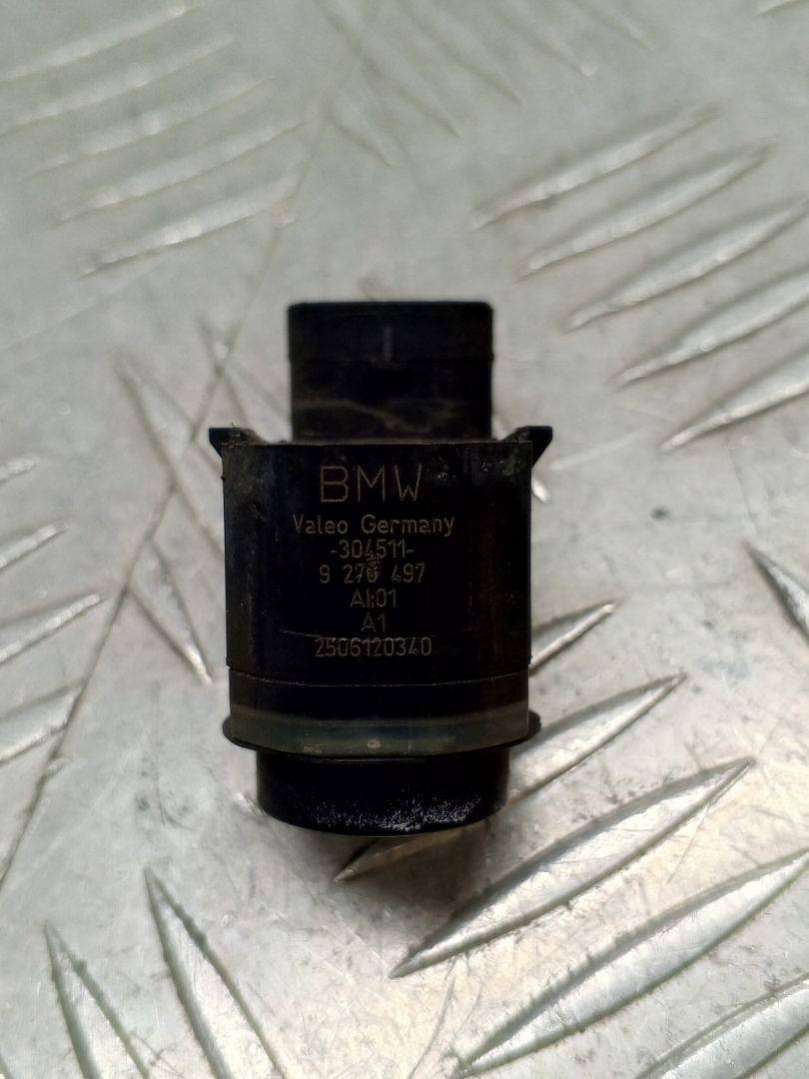 BMW
Valeo Germany
-304511-
9 270 497
AI:01
A1
2506120340